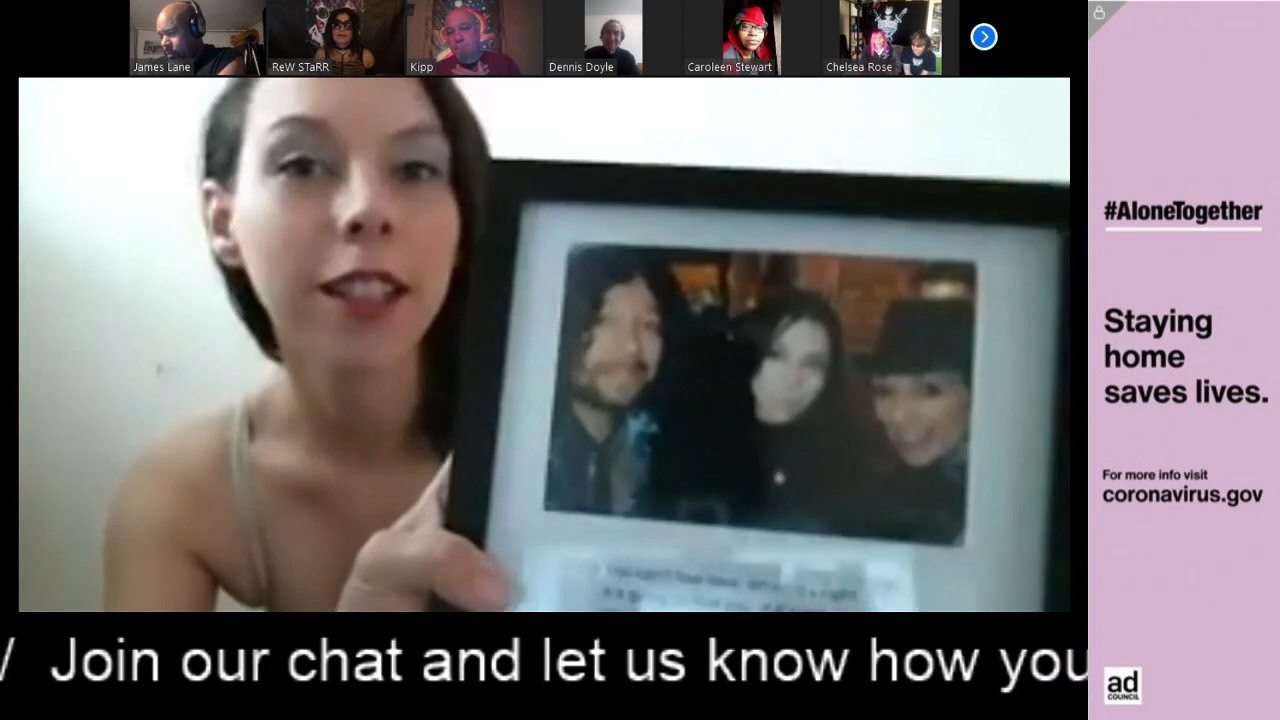 James Lane
ReW STaRR
Kipp
Dennis Doyle
Caroleen Stewart
Chelsea Rose
#AloneTogether
Staying
home
saves lives.
For more info visit
coronavirus.gov
ad
COUNCIL
/ Join our chat and let us know how you